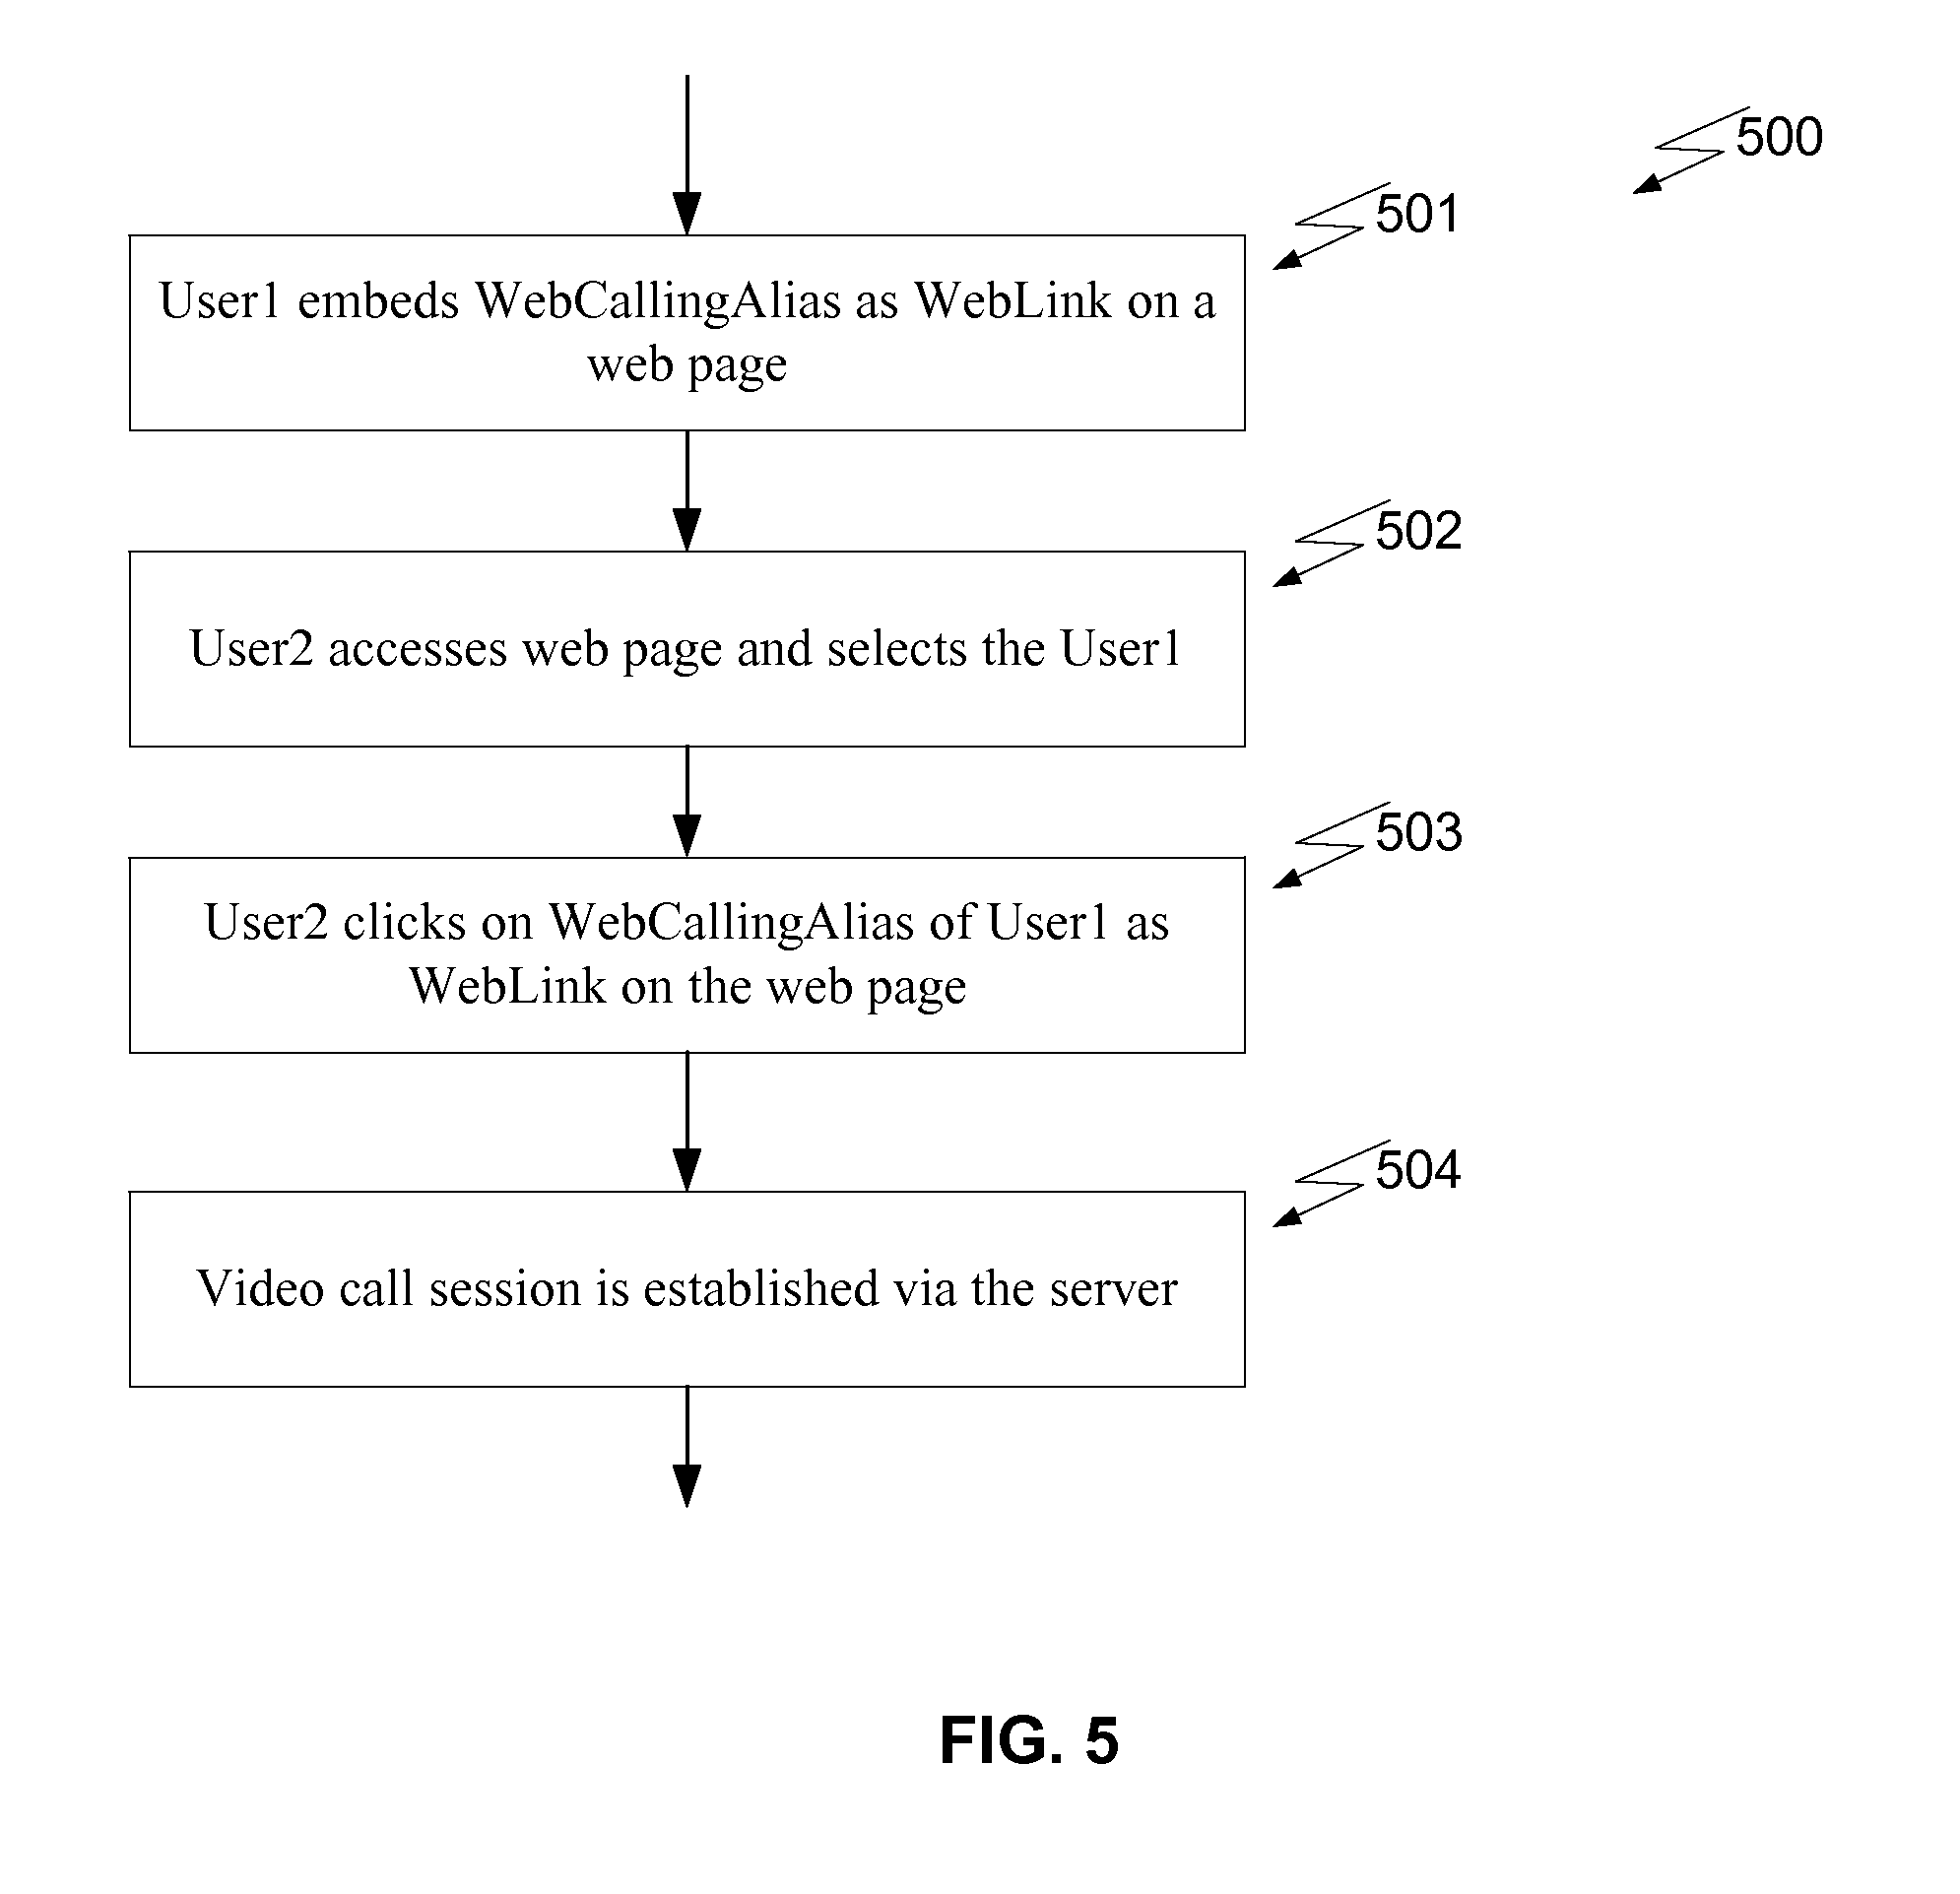 500
501
User1 embeds WebCallingAlias as WebLink on a
web page
502
User2 accesses web page and selects the User1
503
User2 clicks on WebCallingAlias of User1 as
WebLink on the web page
504
Video call session is established via the server
FIG. 5